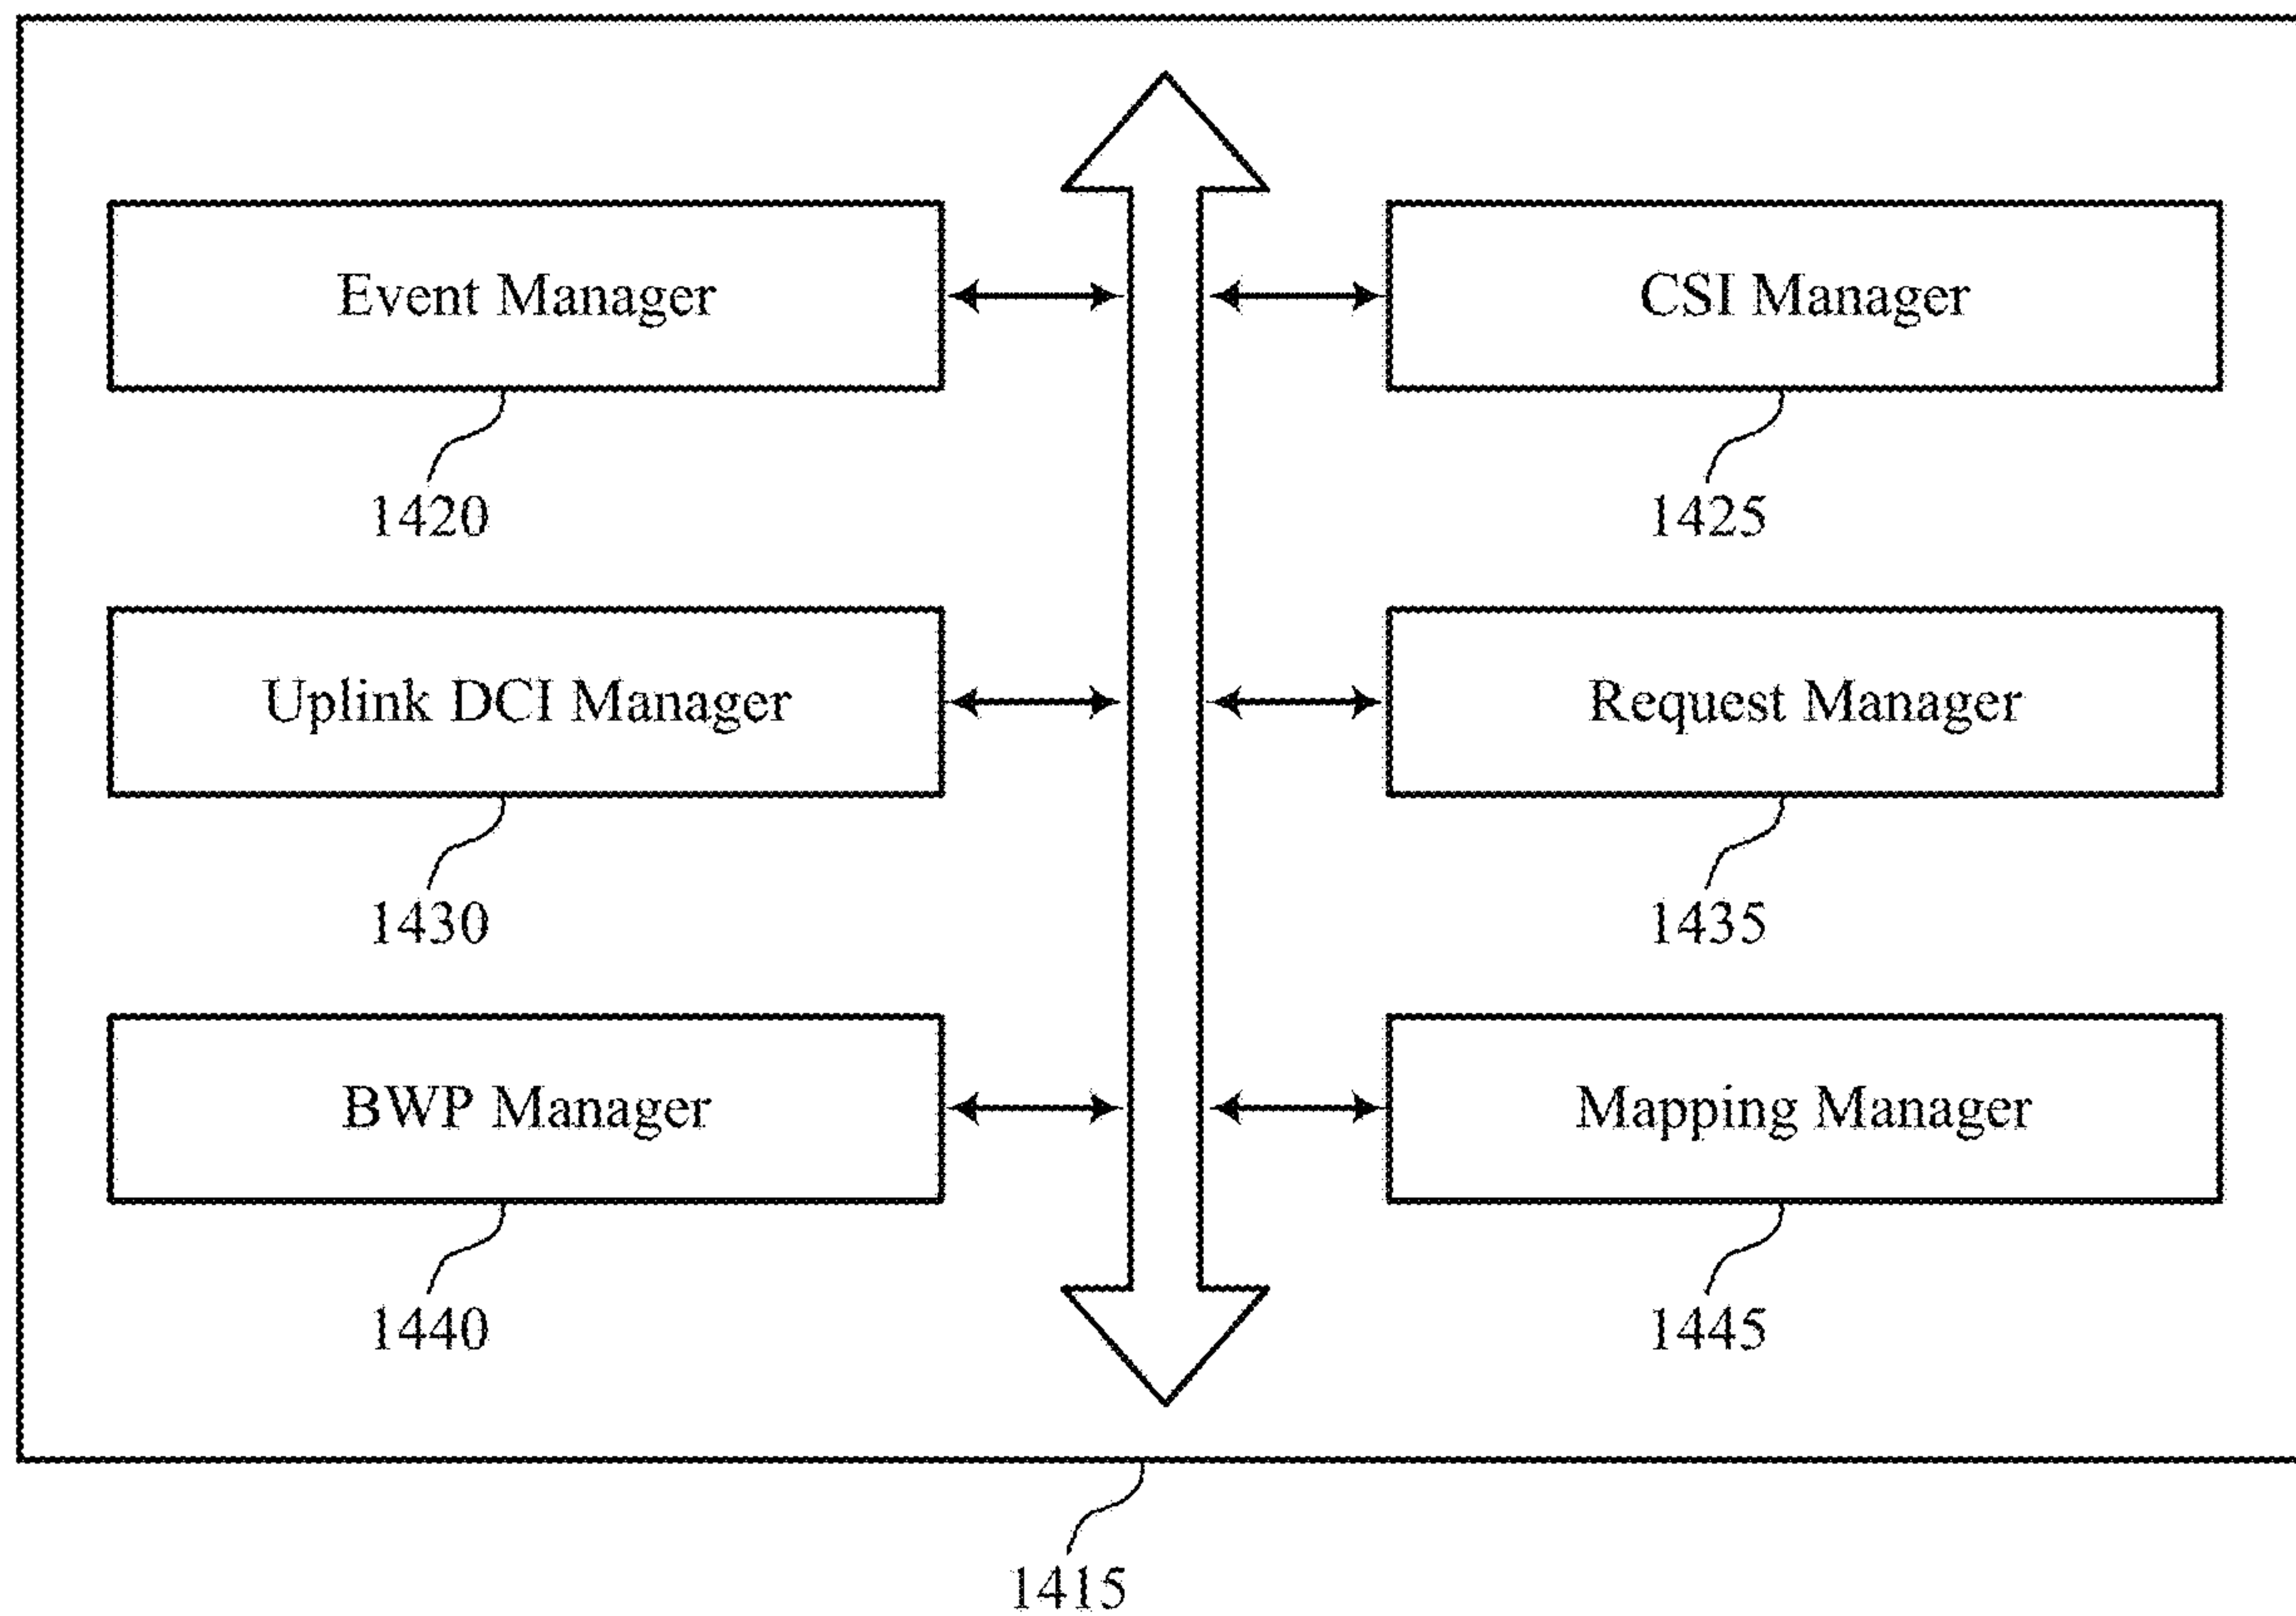 Event Manager
CSI Manager
1420
1425
Uplink DCI Manager
Request Manager
1430
1435
BWP Manager
Mapping Manager
1440
1445
1415